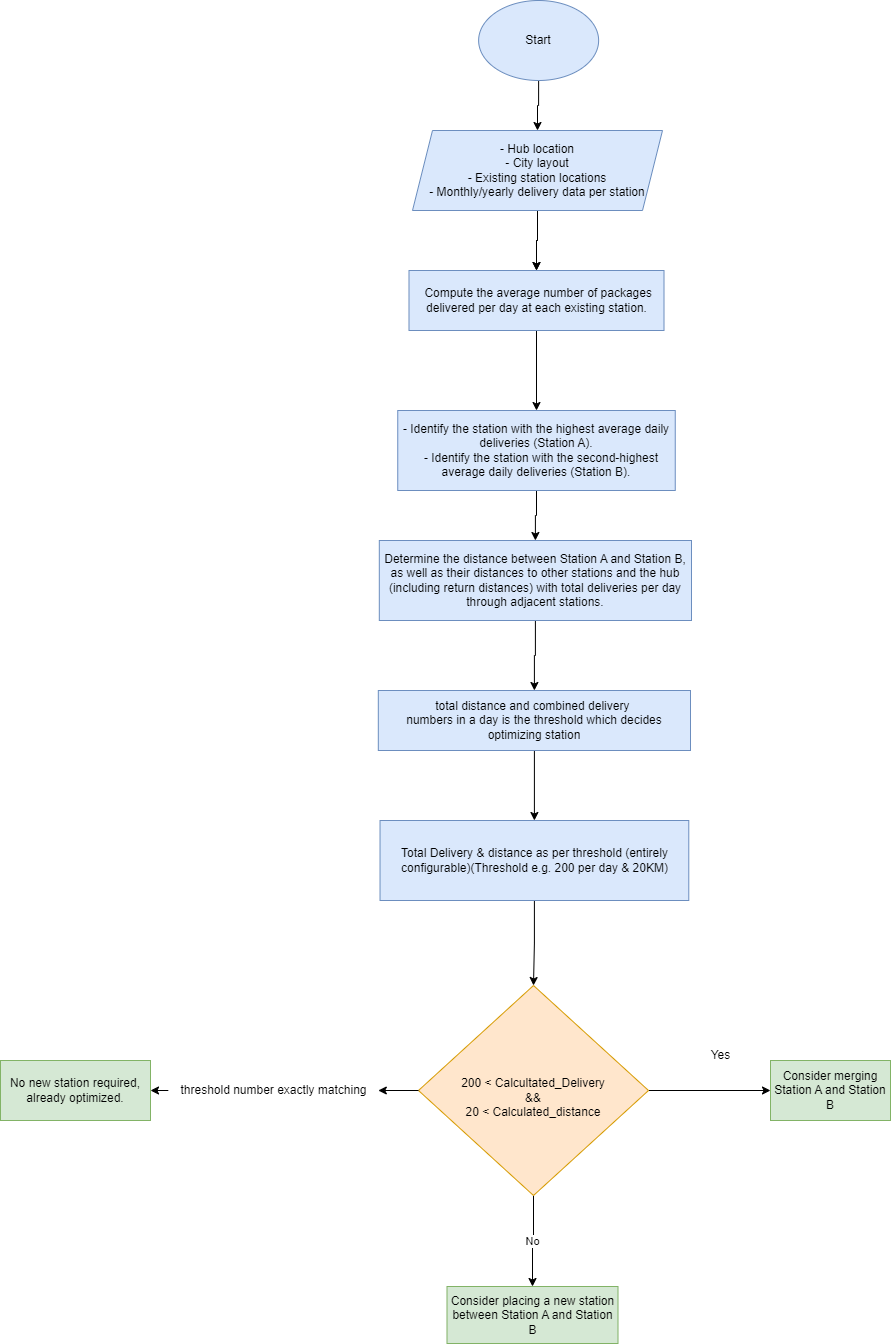 Start
- Hub location
- City layout
- Existing station locations
- Monthly/yearly delivery data per station
Compute the average number of packages
delivered per day at each existing station.
- Identify the station with the highest average daily
deliveries (Station A).
- Identify the station with the second-highest
average daily deliveries (Station B).
Determine the distance between Station A and Station B,
as well as their distances to other stations and the hub
(including return distances) with total deliveries per day
through adjacent stations.
total distance and combined delivery
numbers in a day is the threshold which decides
optimizing station
Total Delivery & distance as per threshold (entirely
configurable)(Threshold e.g. 200 per day & 20KM)
200 < Calcultated_Delivery
&&
20 < Calculated_distance
threshold number exactly matching
No new station required,
already optimized.
Yes
Consider merging
Station A and Station
B
No
Consider placing a new station
between Station A and Station
B